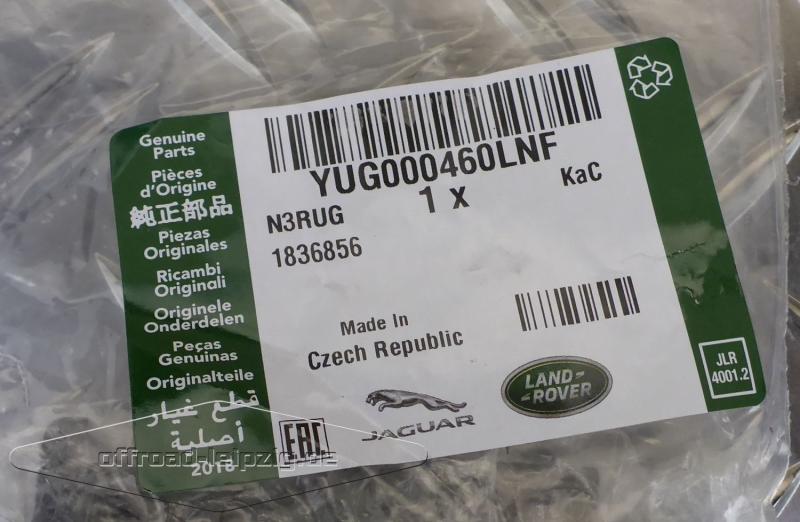 Genuine
Parts
Pièces
d'Origine
純正部品
Piezas
Originales
Ricambi
Originali
Originele
Onderdelen
Peças
Genuinas
Originalteile
قطع غيار
أصلية
2018
YUG000460LNF
1 x
KaC
N3RUG
1836856
Made In
Czech Republic
EAC
JAGUAR
LAND-
-ROVER
JLR
4001.2
offroad-leipzig.de